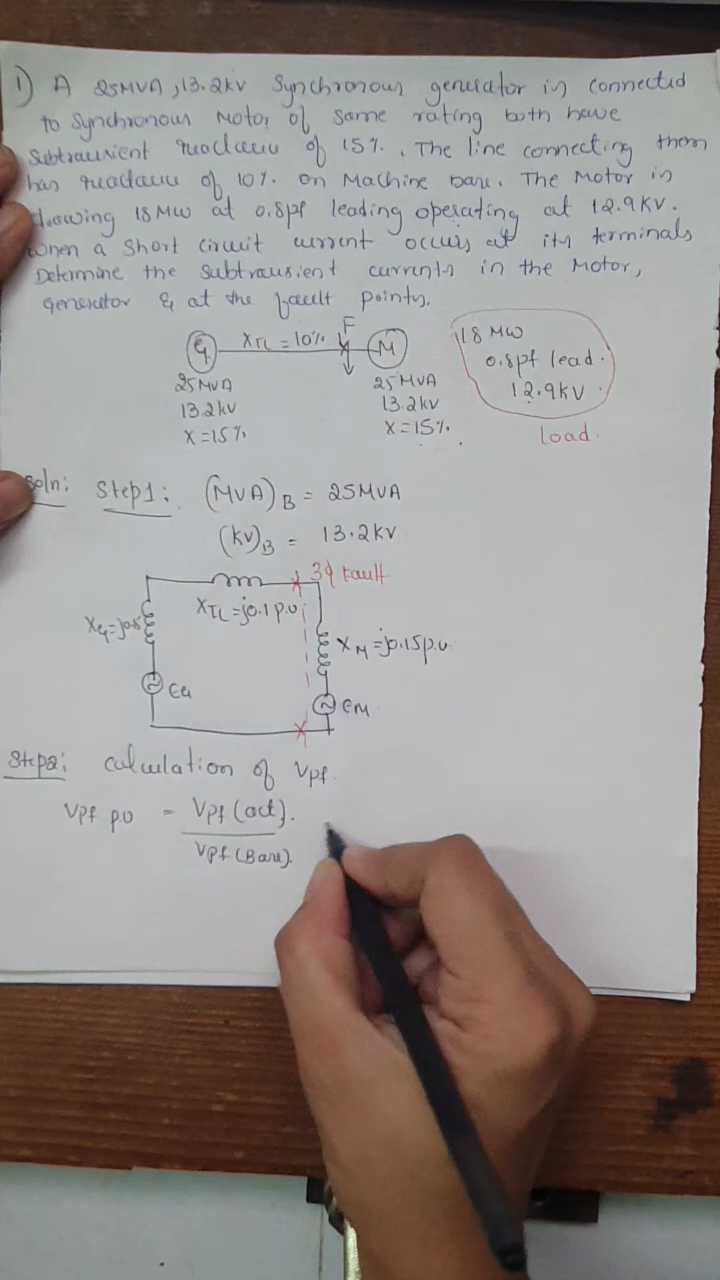 1) A 25MVA, 13.2kV Synchronous generator is connected
to Synchronous Motor of same rating both have
Subtransient reactance of 15%. The line connecting them
has reactance of 10% on Machine base. The Motor is
drawing 18MW at 0.8pf leading operating at 12.9KV.
When a Short circuit current occurs at its terminals
Determine the Subtransient currents in the Motor,
Generator & at the fault points.
G XTL = 10% F M
25MVA
13.2kV
X = 15%
25MVA
13.2kV
X = 15%
18 MW
0.8pf lead.
12.9KV
load.
Soln: Step1: (MVA)B = 25MVA
(KV)B = 13.2KV
3φ fault
XTL = j0.1 p.u
XM = j0.15p.u
EG
EM
Step2: Calculation of Vpf.
Vpf p.u = Vpf (act).
Vpf (Base).